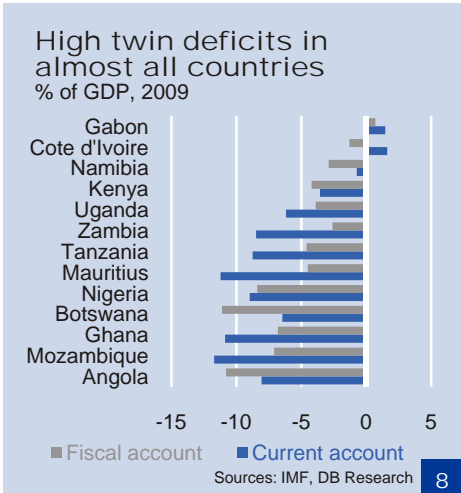 High twin deficits in
almost all countries
% of GDP, 2009
Gabon
Cote d'Ivoire
Namibia
Kenya
Uganda
Zambia
Tanzania
Mauritius
Nigeria
Botswana
Ghana
Mozambique
Angola
-15 -10 -5 0 5
Fiscal account Current account
Sources: IMF, DB Research 8